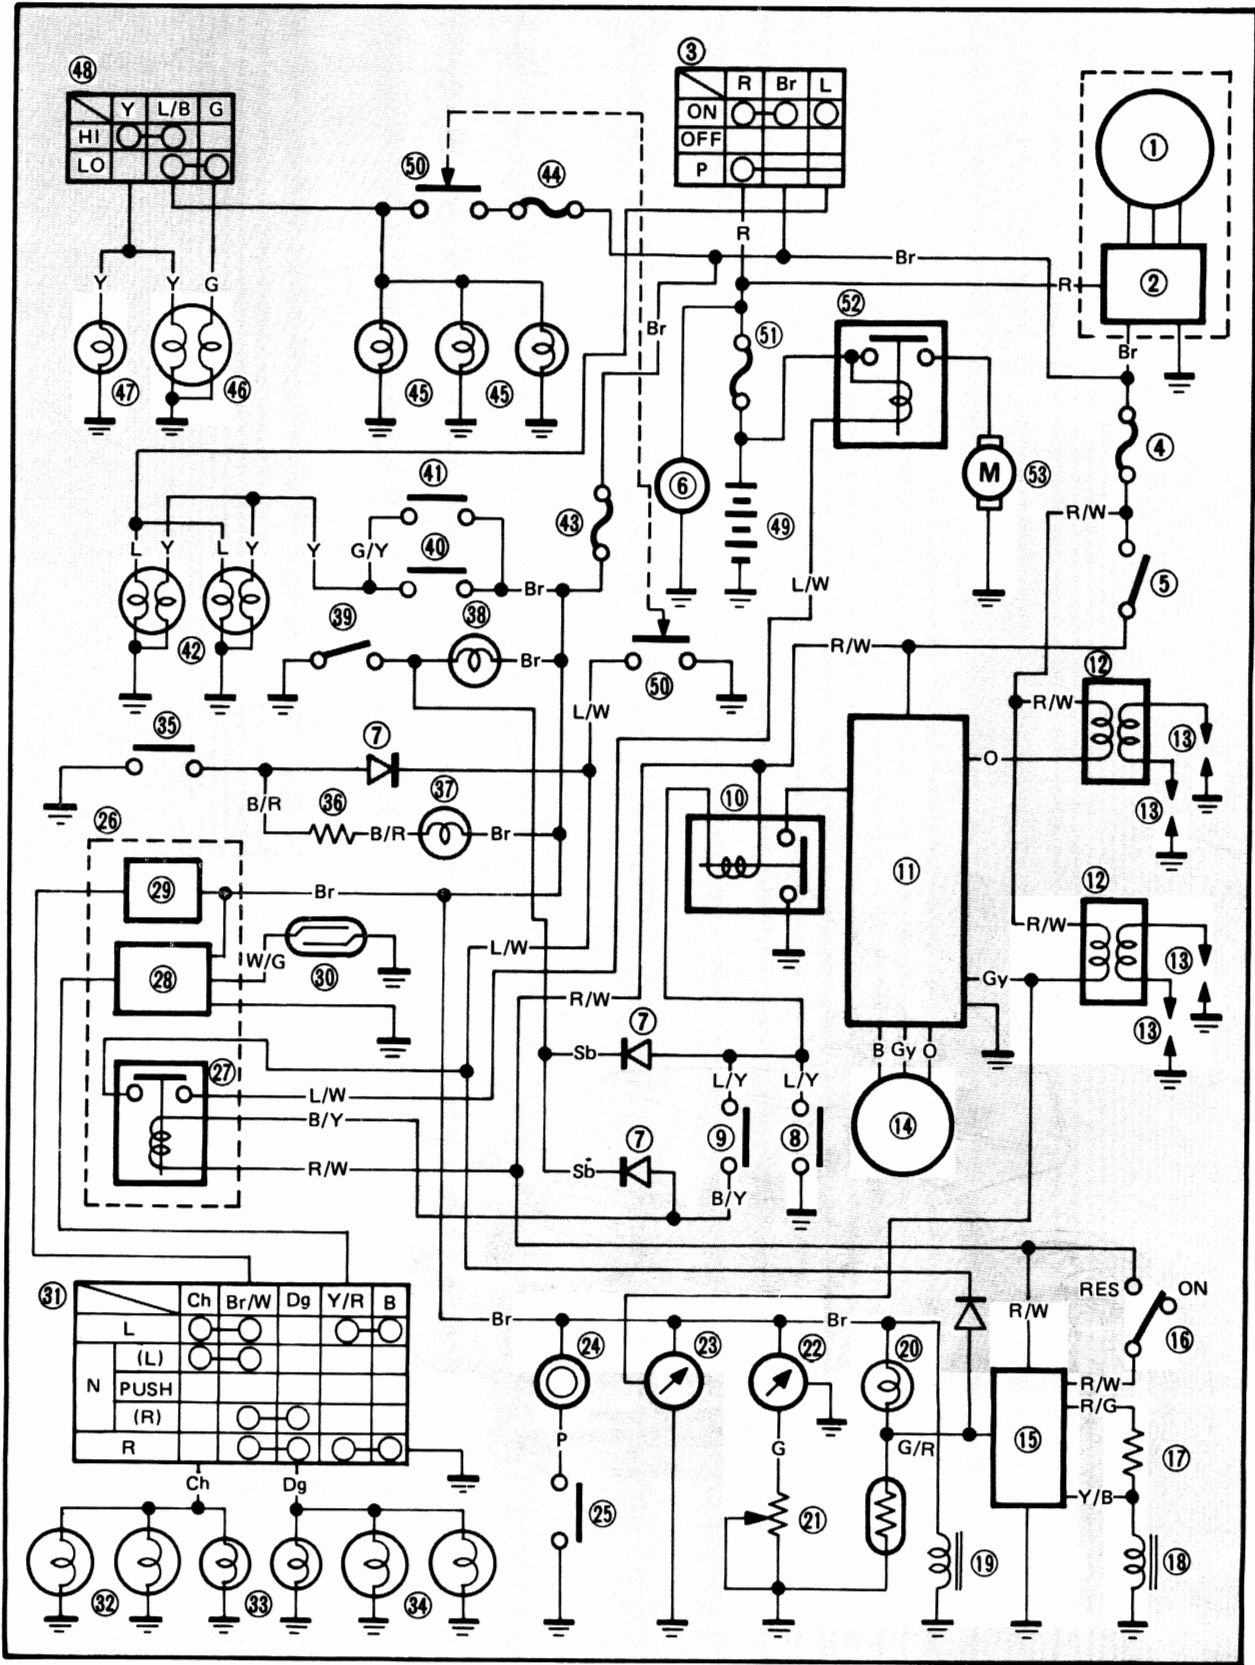 ㊽
Y L/B G
HI
LO
㊿
㊹
③
R Br L
ON
OFF
P
①
②
R
Br
R
Br
Y Y G
㊼
㊻
㊺
㊺
Br
51
52
④
M
53
㊶
G/Y
㊵
Y
L Y L Y
㊷
㊸
Br
⑥
㊾
L/W
R/W
⑤
㊴
㊳
Br
㊿
R/W
L/W
⑫
R/W
⑬
⑬
O
㉟
⑦
B/R
㊱
B/R
㊲
Br
⑩
⑪
㉖
㉙
Br
㉘
W/G
㉚
L/W
R/W
⑫
R/W
⑬
⑬
Gy
B Gy O
⑭
㉗
L/W
B/Y
R/W
Sb
⑦
L/Y L/Y
⑨
⑧
Sb
⑦
B/Y
㉛
Ch Br/W Dg Y/R B
L
N
(L)
PUSH
(R)
R
Ch
Dg
㉜
㉝
㉞
Br
㉔
㉓
㉒
Br
⑳
P
㉕
G
㉑
G/R
⑲
R/W
RES
ON
⑯
R/W
R/G
⑮
⑰
Y/B
⑱